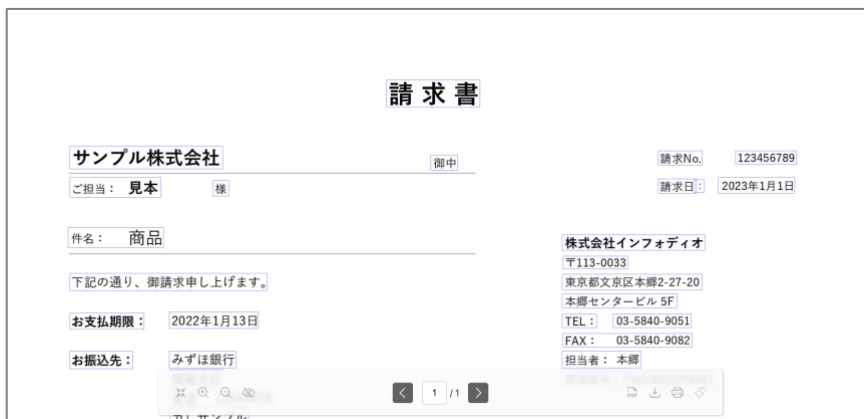 請求書
サンプル株式会社 御中
ご担当： 見本 様
件名： 商品
下記の通り、御請求申し上げます。
お支払期限： 2022年1月13日
お振込先： みずほ銀行
請求No. 123456789
請求日： 2023年1月1日
株式会社インフォディオ
〒113-0033
東京都文京区本郷2-27-20
本郷センタービル 5F
TEL： 03-5840-9051
FAX： 03-5840-9082
担当者： 本郷
1 /1